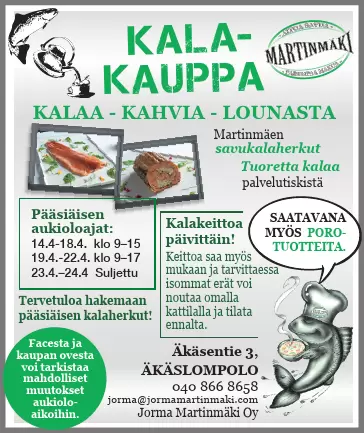 KALA-
KAUPPA
MARTINMÄKI
KALAA - KAHVIA - LOUNASTA
Martinmäen
savukalaherkut
Tuoretta kalaa
palvelutiskistä
Pääsiäisen
aukioloajat:
14.4-18.4. klo 9–15
19.4.-22.4. klo 9–17
23.4.–24.4 Suljettu
Tervetuloa hakemaan
pääsiäisen kalaherkut!
Kalakeittoa
päivittäin!
Keittoa saa myös
mukaan ja tarvittaessa
isommat erät voi
noutaa omalla
kattilalla ja tilata
ennalta.
SAATAVANA
MYÖS PORO-
TUOTTEITA.
Facesta ja
kaupan ovesta
voi tarkistaa
mahdolliset
muutokset
aukiolo-
aikoihin.
Äkäsentie 3,
ÄKÄSLOMPOLO
040 866 8658
jorma@jormamartinmaki.com
Jorma Martinmäki Oy